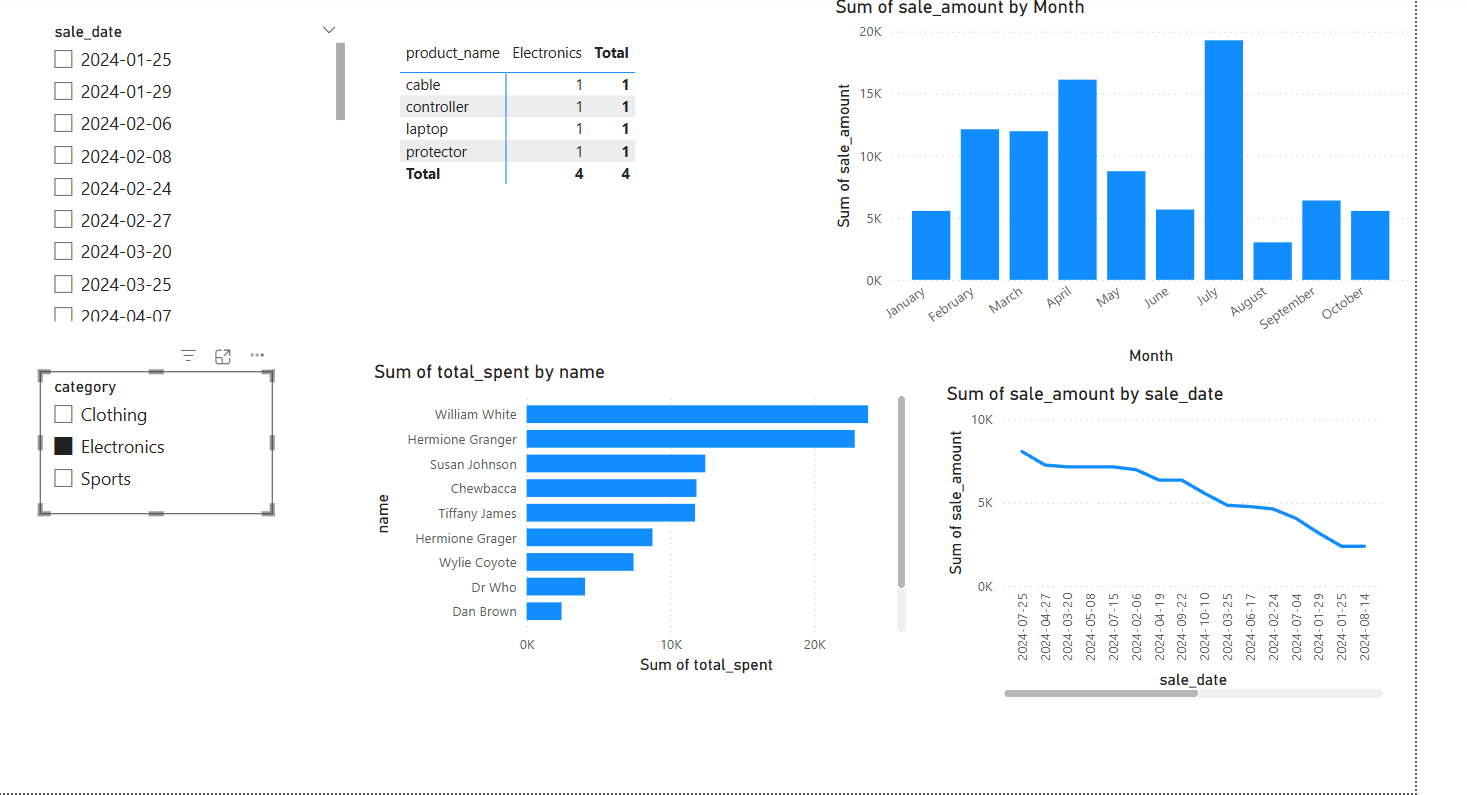 sale_date
2024-01-25
2024-01-29
2024-02-06
2024-02-08
2024-02-24
2024-02-27
2024-03-20
2024-03-25
2024-04-07
product_name Electronics Total
cable 1 1
controller 1 1
laptop 1 1
protector 1 1
Total 4 4
Sum of sale_amount by Month
Sum of sale_amount
20K
15K
10K
5K
0K
January February March April May June July August September October
Month
category
Clothing
Electronics
Sports
Sum of total_spent by name
name
William White
Hermione Granger
Susan Johnson
Chewbacca
Tiffany James
Hermione Grager
Wylie Coyote
Dr Who
Dan Brown
0K 10K 20K
Sum of total_spent
Sum of sale_amount by sale_date
Sum of sale_amount
10K
5K
0K
2024-07-25
2024-04-27
2024-03-20
2024-05-08
2024-07-15
2024-02-06
2024-04-19
2024-09-22
2024-10-10
2024-03-25
2024-06-17
2024-02-24
2024-07-04
2024-01-29
2024-01-25
2024-08-14
sale_date